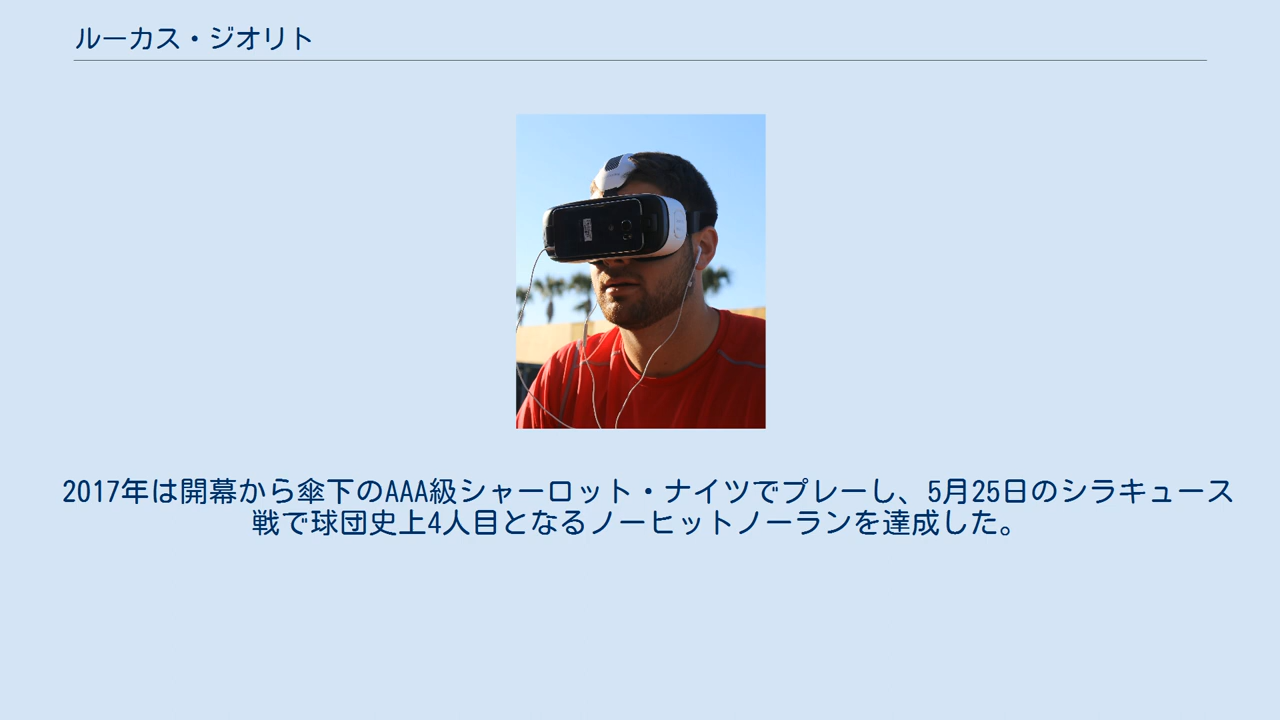 ルーカス・ジオリト
2017年は開幕から傘下のAAA級シャーロット・ナイツでプレーし、5月25日のシラキュース
戦で球団史上4人目となるノーヒットノーランを達成した。